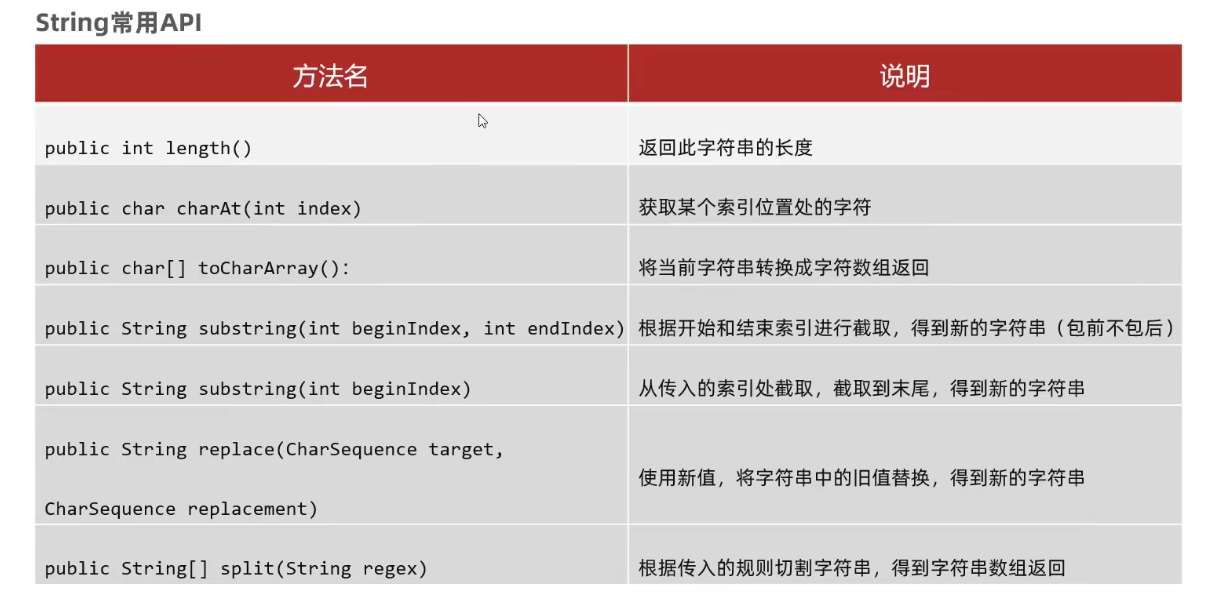 String常用API
方法名 说明
public int length() 返回此字符串的长度
public char charAt(int index) 获取某个索引位置处的字符
public char[] toCharArray()： 将当前字符串转换成字符数组返回
public String substring(int beginIndex, int endIndex) 根据开始和结束索引进行截取，得到新的字符串（包前不包后）
public String substring(int beginIndex) 从传入的索引处截取，截取到末尾，得到新的字符串
public String replace(CharSequence target,
CharSequence replacement) 使用新值，将字符串中的旧值替换，得到新的字符串
public String[] split(String regex) 根据传入的规则切割字符串，得到字符串数组返回